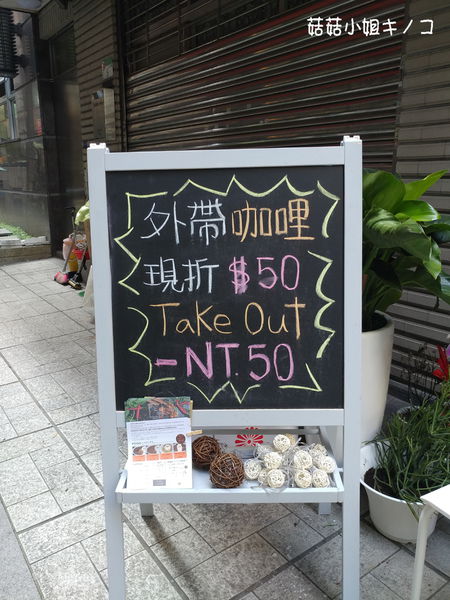 菇菇小姐キノコ
外帶咖哩
現折 $50
Take Out
-NT.50